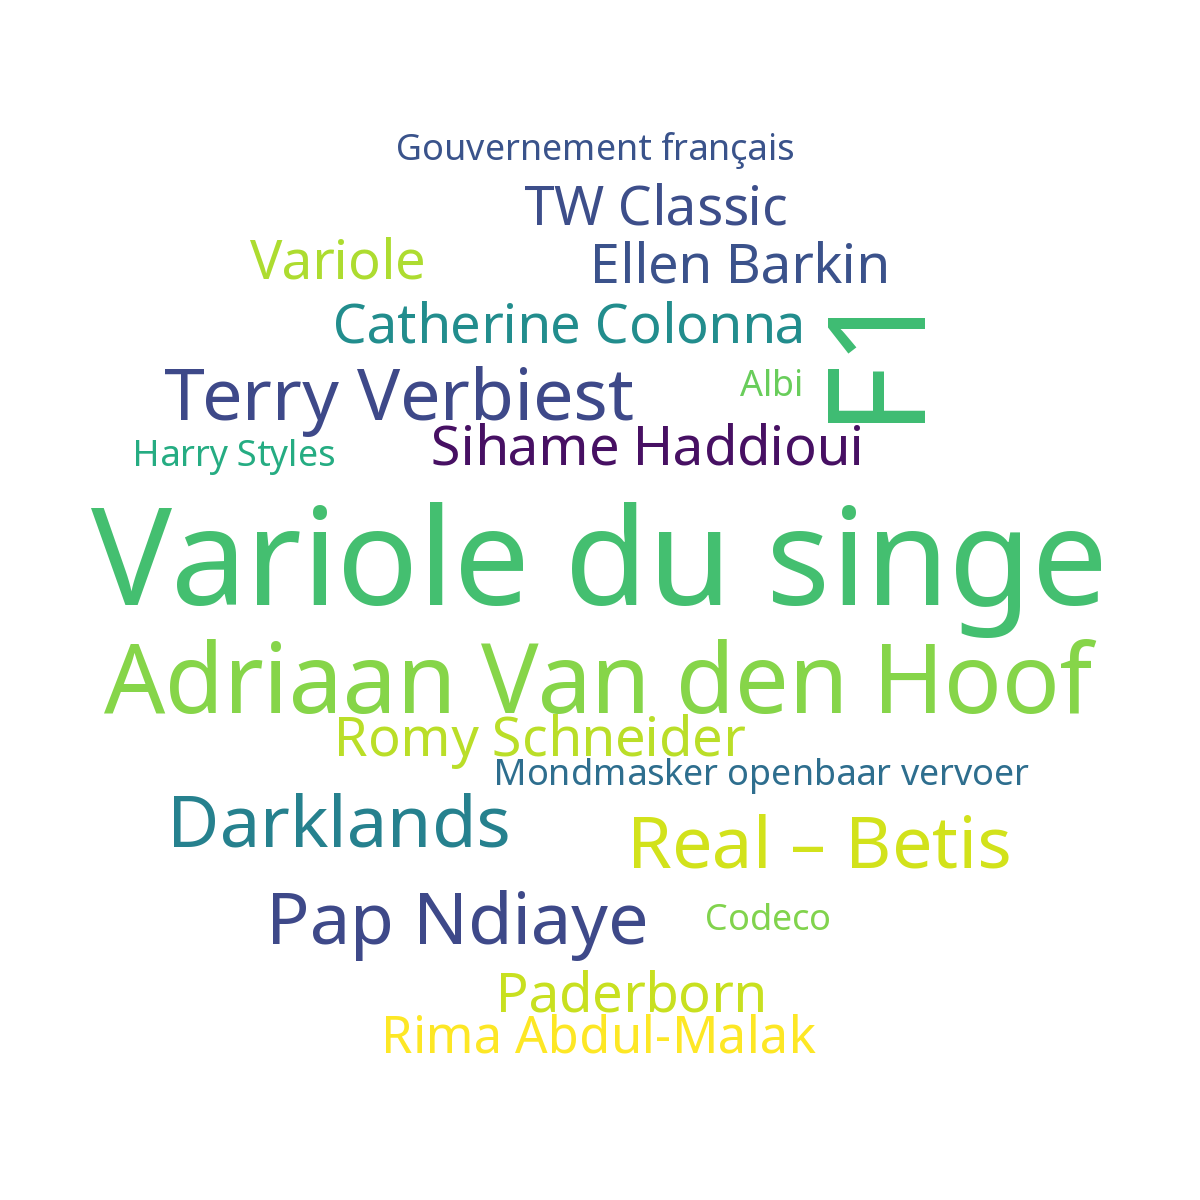 Gouvernement français
TW Classic
Variole
Ellen Barkin
Catherine Colonna
F1
Terry Verbiest
Albi
Harry Styles
Sihame Haddioui
Variole du singe
Adriaan Van den Hoof
Romy Schneider
Mondmasker openbaar vervoer
Darklands
Real – Betis
Pap Ndiaye
Codeco
Paderborn
Rima Abdul-Malak